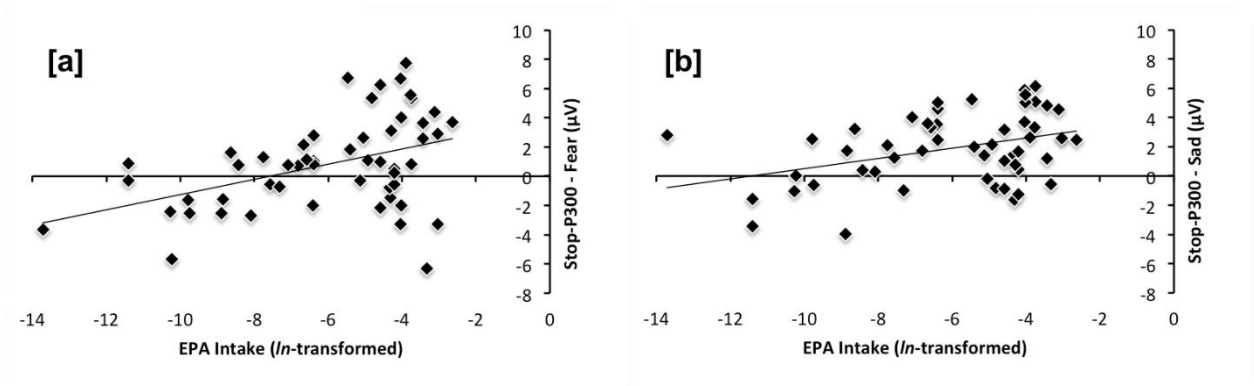 [a]
10
8
6
4
2
0
-2
-4
-6
-8
Stop-P300 - Fear (µV)
-14 -12 -10 -8 -6 -4 -2 0
EPA Intake (ln-transformed)
[b]
10
8
6
4
2
0
-2
-4
-6
-8
Stop-P300 - Sad (µV)
-14 -12 -10 -8 -6 -4 -2 0
EPA Intake (ln-transformed)